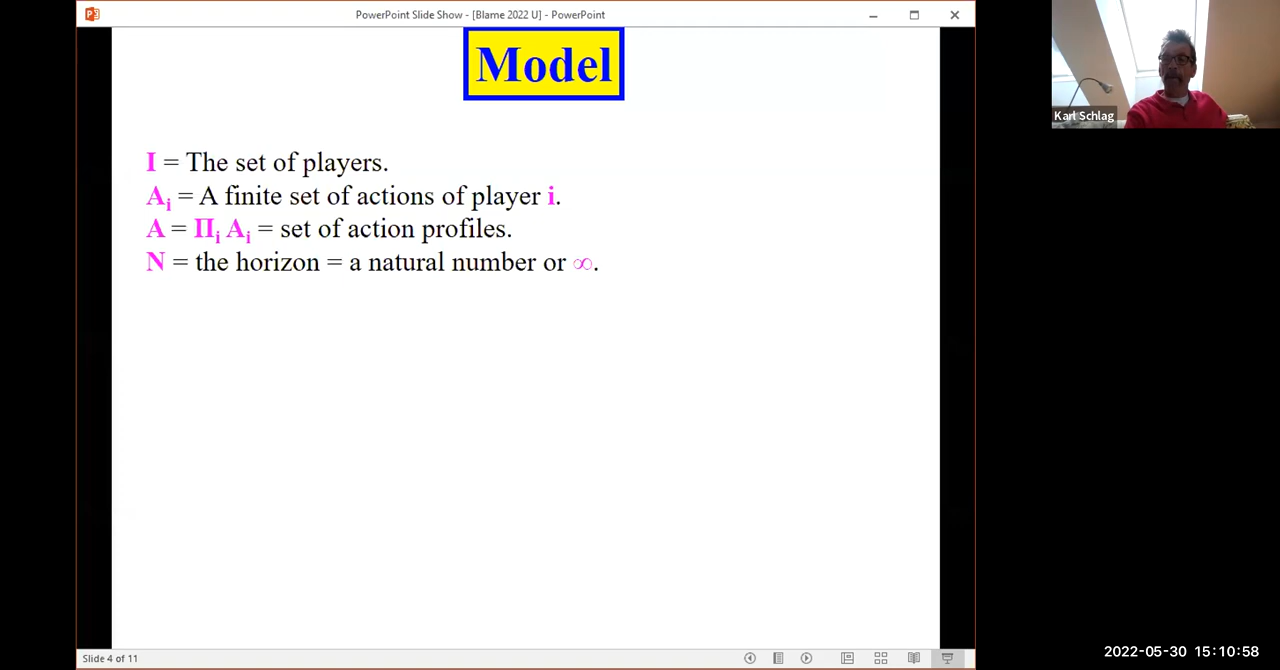 PowerPoint Slide Show - [Blame 2022 U] - PowerPoint
Model
I = The set of players.
Aᵢ = A finite set of actions of player i.
A = Πᵢ Aᵢ = set of action profiles.
N = the horizon = a natural number or ∞.
Karl Schlag
Slide 4 of 11
2022-05-30 15:10:58